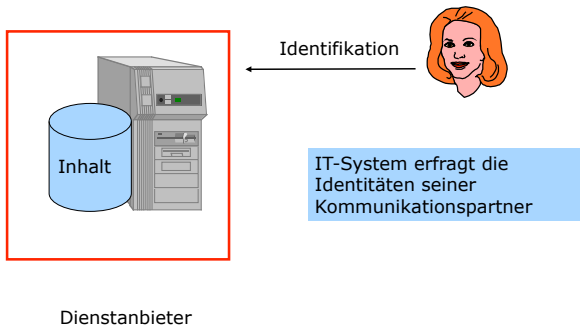 Identifikation
Inhalt
IT-System erfragt die
Identitäten seiner
Kommunikationspartner
Dienstanbieter